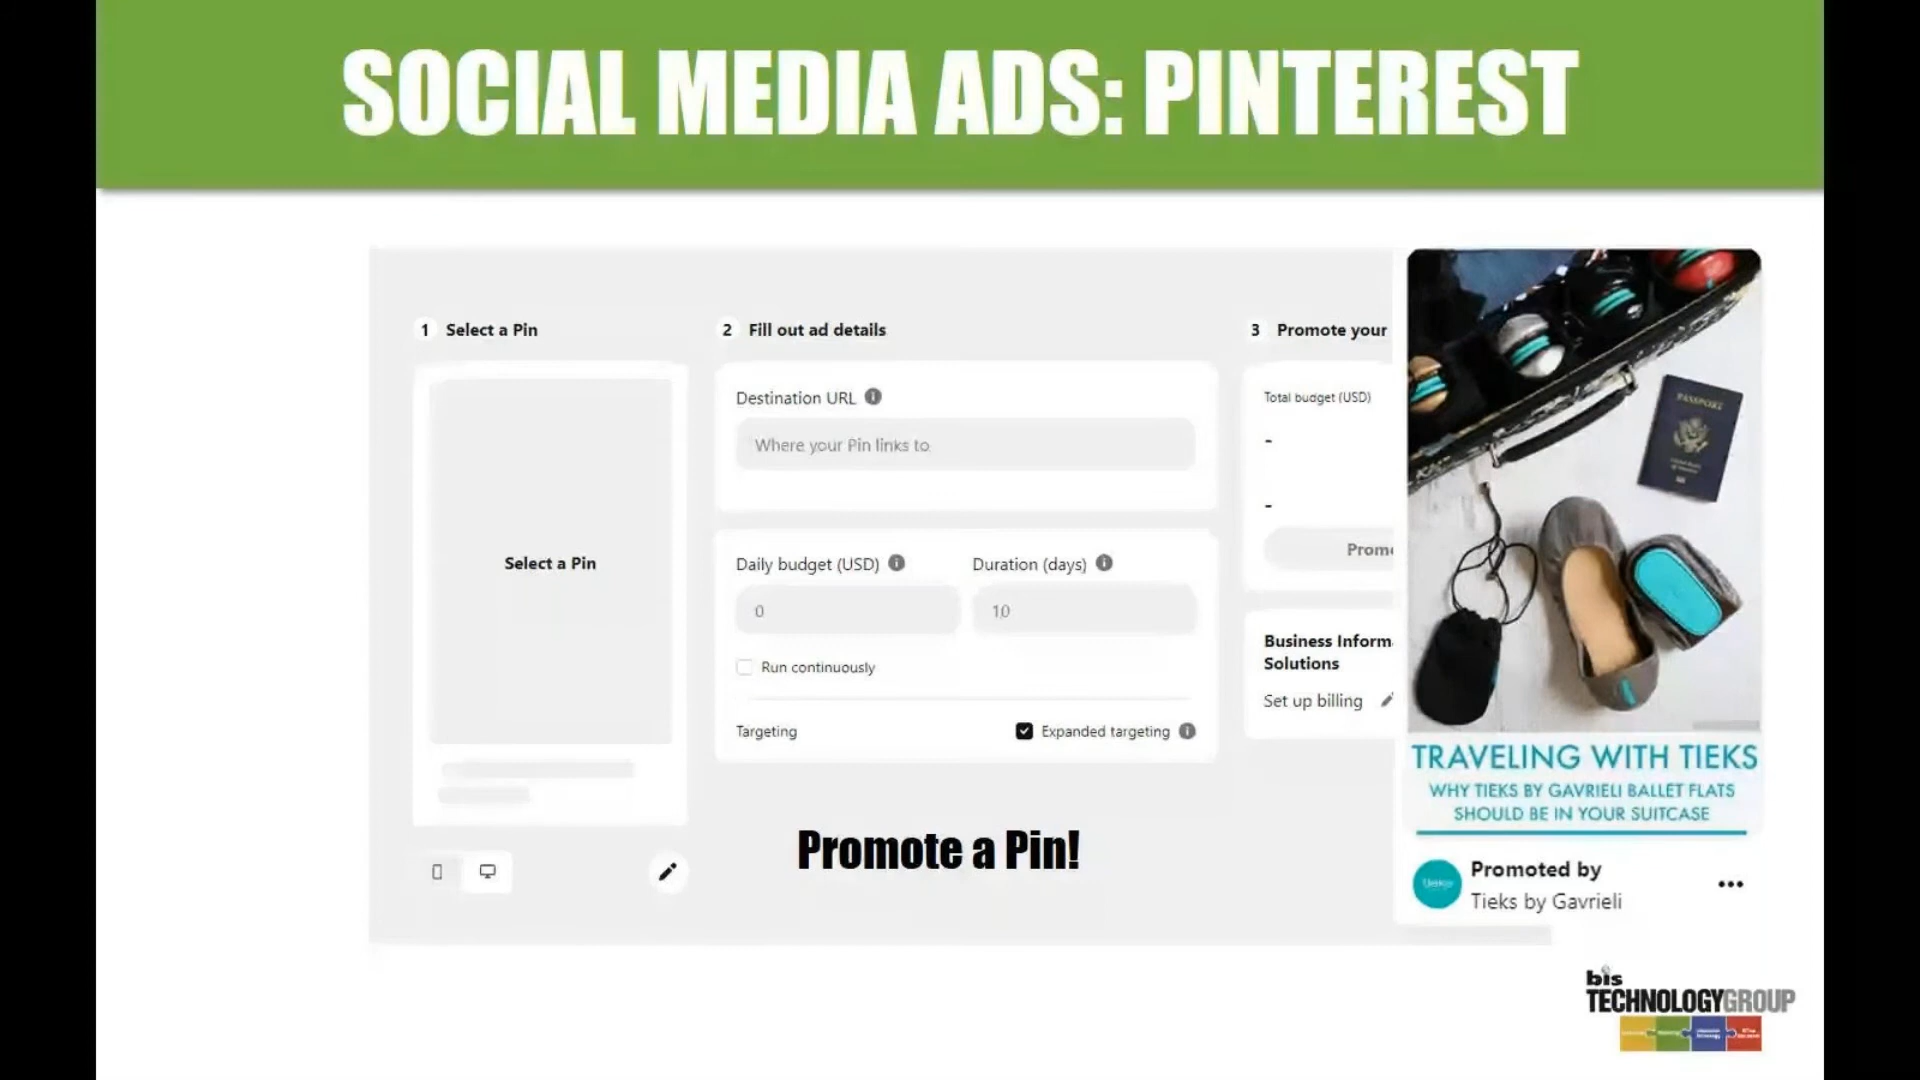 SOCIAL MEDIA ADS: PINTEREST
1 Select a Pin
Select a Pin
2 Fill out ad details
Destination URL
Where your Pin links to
Daily budget (USD)
Duration (days)
0
10
Run continuously
Targeting
Expanded targeting
3 Promote your
Total budget (USD)
-
-
Prom
Business Inform
Solutions
Set up billing
Promote a Pin!
PASSPORT
TRAVELING WITH TIEKS
WHY TIEKS BY GAVRIELI BALLET FLATS
SHOULD BE IN YOUR SUITCASE
Promoted by
Tieks by Gavrieli
bis
TECHNOLOGYGROUP